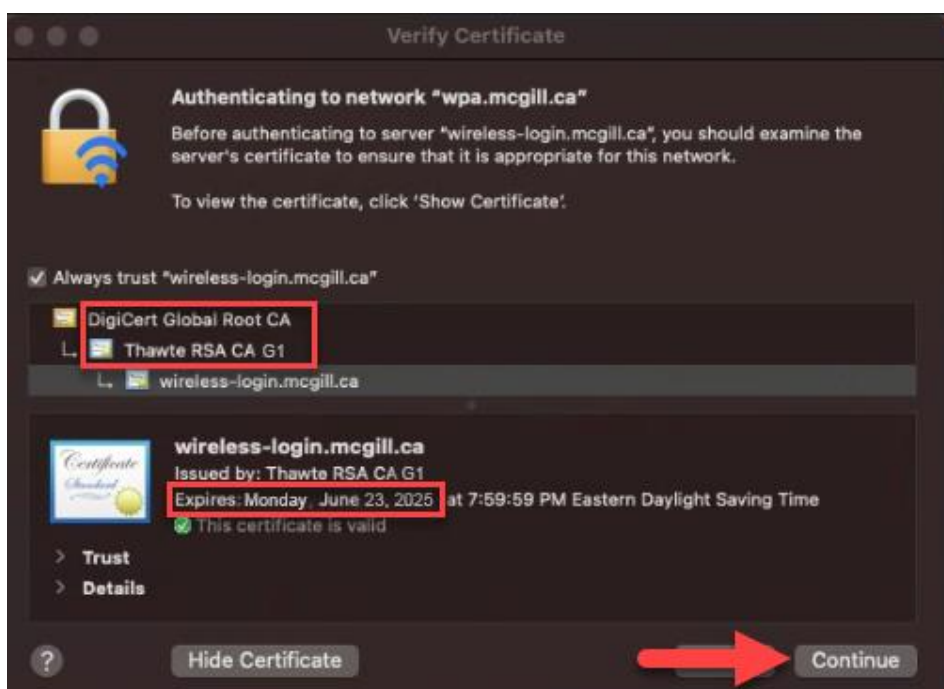 Verify Certificate
Authenticating to network "wpa.mcgill.ca"
Before authenticating to server "wireless-login.mcgill.ca", you should examine the
server's certificate to ensure that it is appropriate for this network.
To view the certificate, click 'Show Certificate'.
Always trust "wireless-login.mcgill.ca"
DigiCert Global Root CA
Thawte RSA CA G1
wireless-login.mcgill.ca
Certificate
Standard
wireless-login.mcgill.ca
Issued by: Thawte RSA CA G1
Expires: Monday, June 23, 2025 at 7:59:59 PM Eastern Daylight Saving Time
This certificate is valid
> Trust
> Details
? Hide Certificate Continue